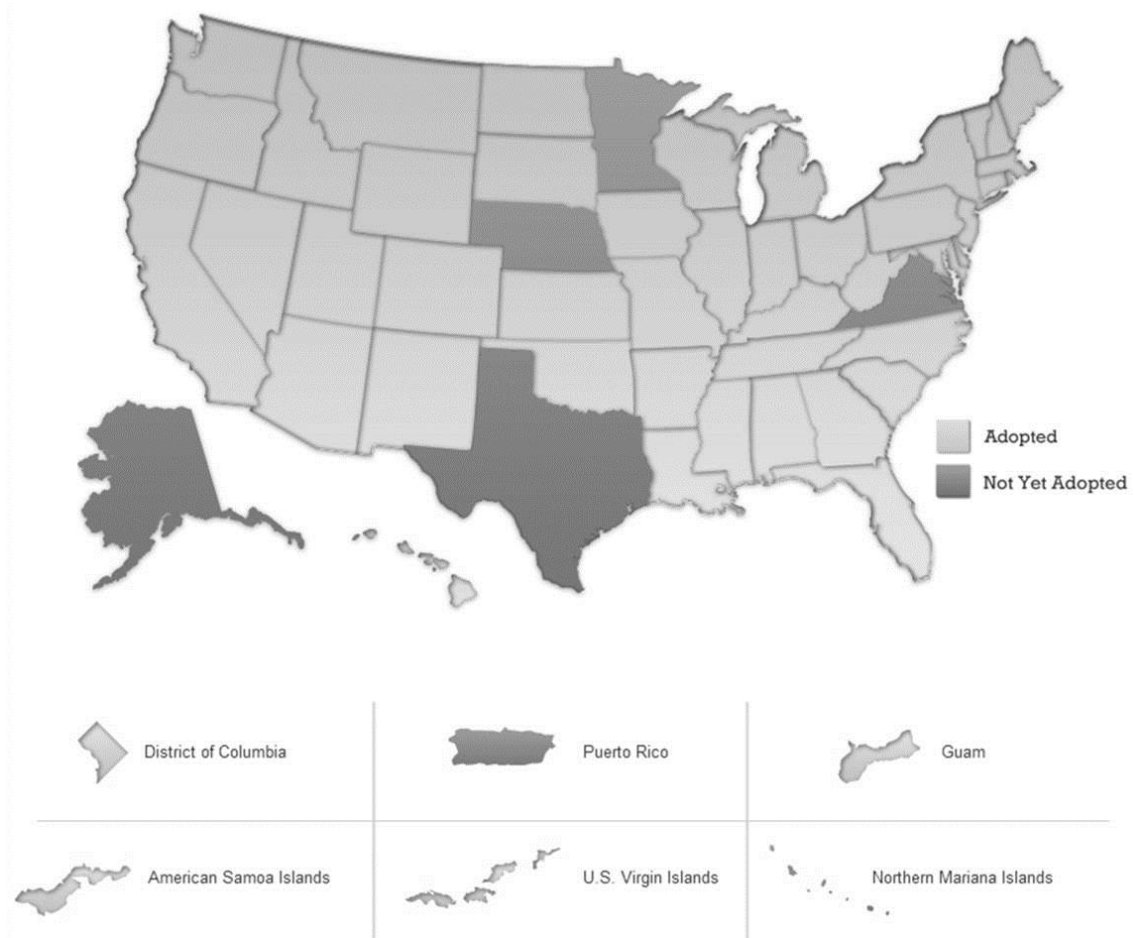 Adopted
Not Yet Adopted
District of Columbia
Puerto Rico
Guam
American Samoa Islands
U.S. Virgin Islands
Northern Mariana Islands